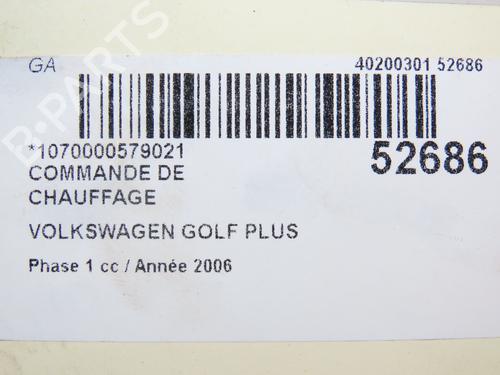 GA
40200301 52686
*1070000579021
52686
COMMANDE DE
CHAUFFAGE
VOLKSWAGEN GOLF PLUS
Phase 1 cc / Année 2006
B-PARTS